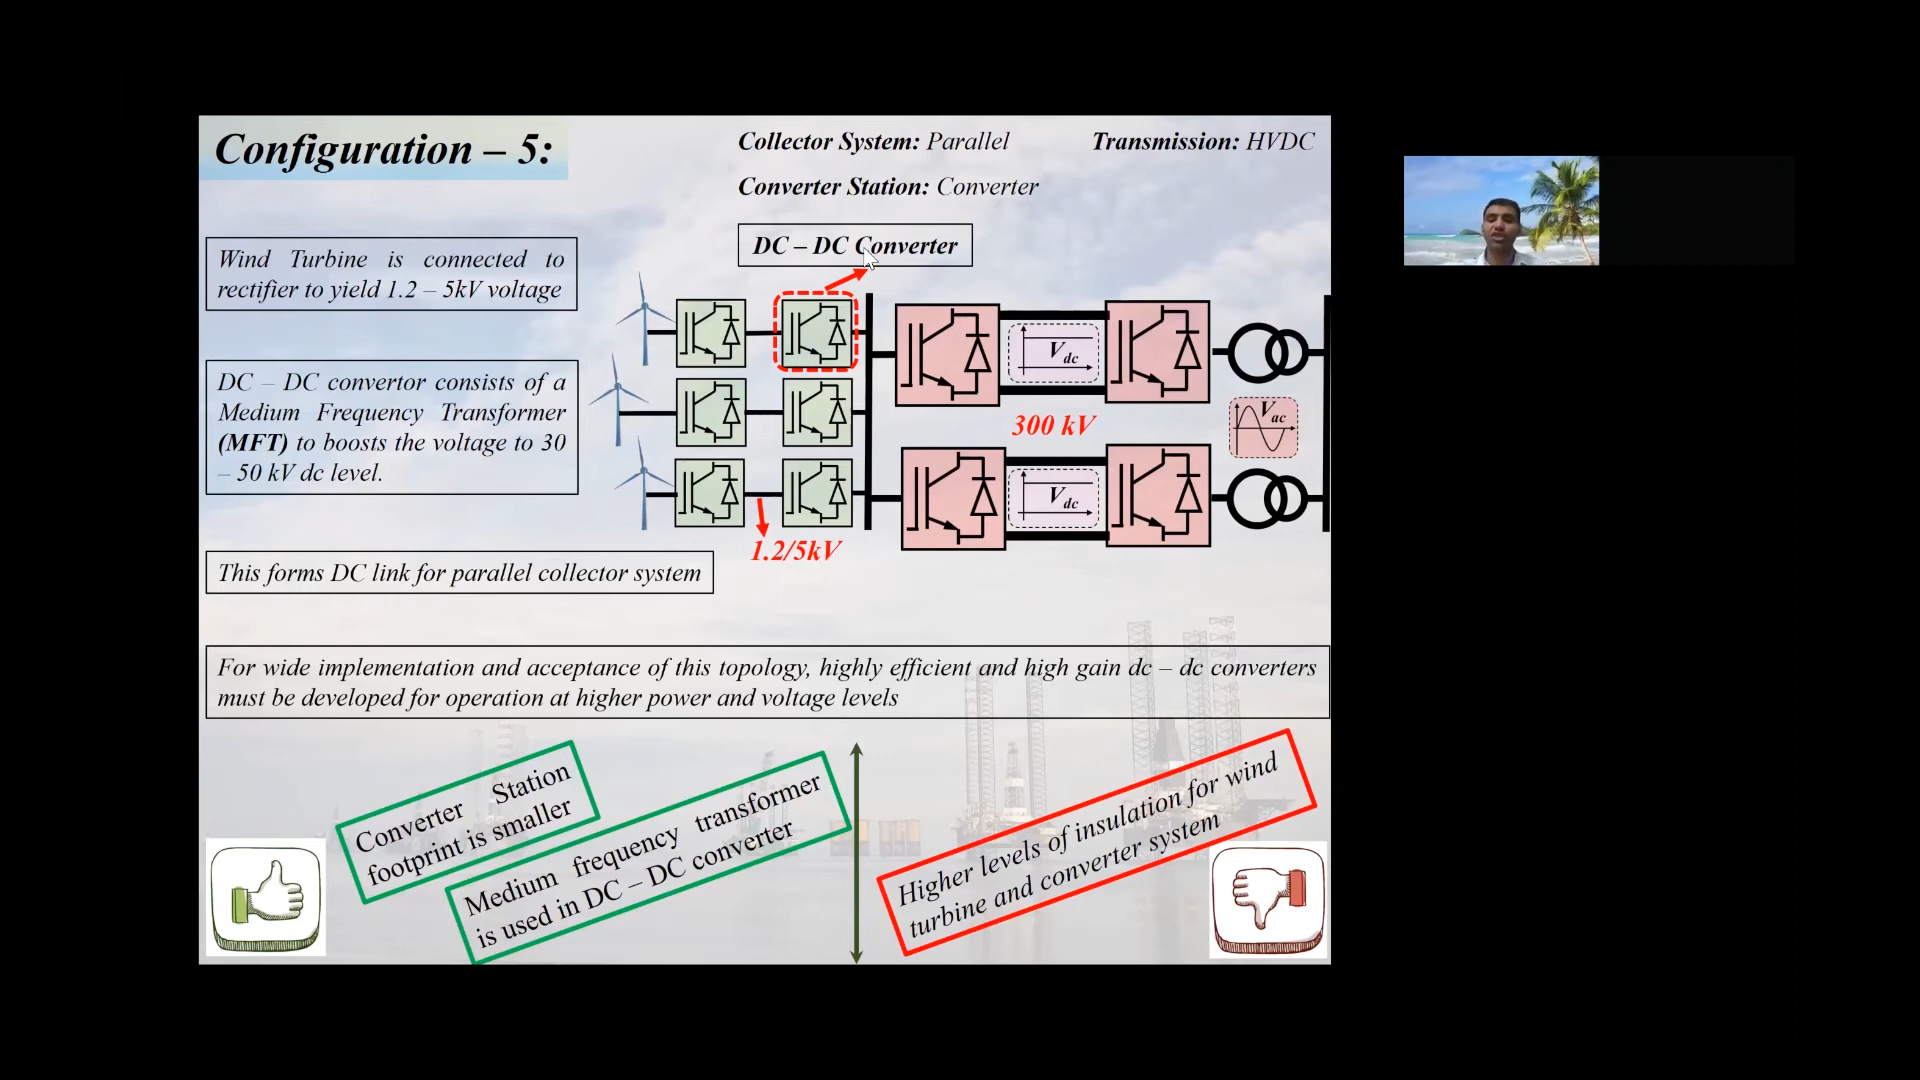 Configuration – 5:
Collector System: Parallel
Transmission: HVDC
Converter Station: Converter
DC – DC Converter
Wind Turbine is connected to
rectifier to yield 1.2 – 5kV voltage
DC – DC convertor consists of a
Medium Frequency Transformer
(MFT) to boosts the voltage to 30
– 50 kV dc level.
Vdc
300 kV
Vac
Vdc
1.2/5kV
This forms DC link for parallel collector system
For wide implementation and acceptance of this topology, highly efficient and high gain dc – dc converters
must be developed for operation at higher power and voltage levels
Converter Station
footprint is smaller
Medium frequency transformer
is used in DC – DC converter
Higher levels of insulation for wind
turbine and converter system